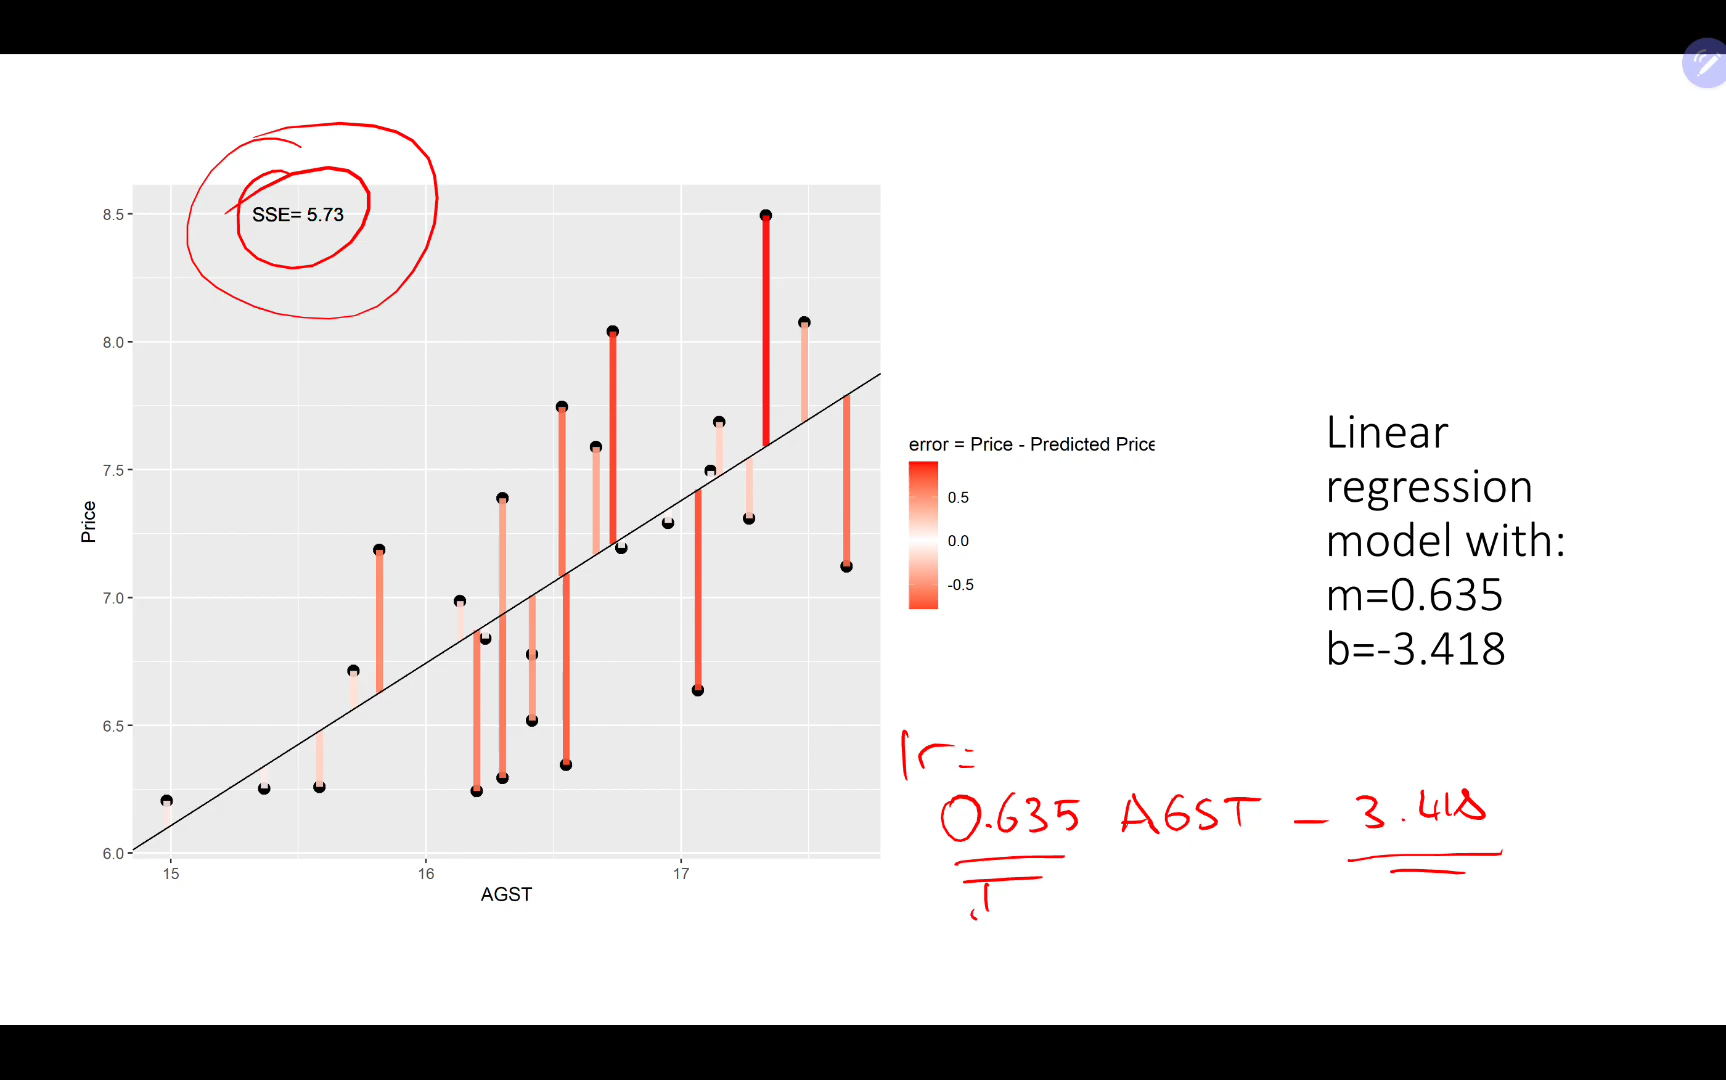 SSE= 5.73
8.5
8.0
7.5
7.0
6.5
6.0
Price
15 16 17
AGST
error = Price - Predicted Price
0.5
0.0
-0.5
Linear
regression
model with:
m=0.635
b=-3.418
0.635 AGST - 3.418